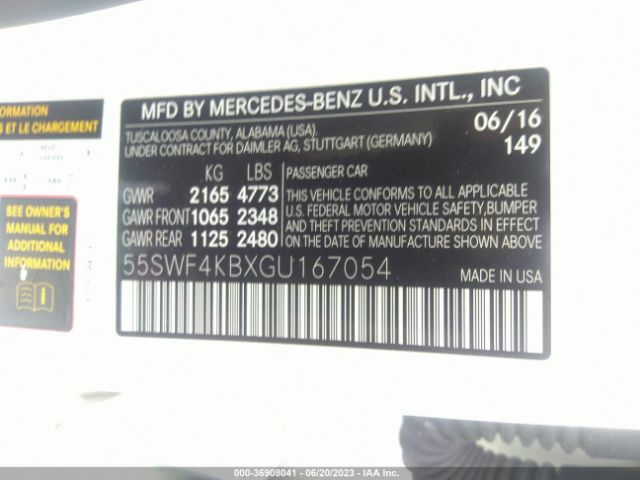 ORMATION
S ET LE CHARGEMENT
SEE OWNER'S
MANUAL FOR
ADDITIONAL
INFORMATION
MFD BY MERCEDES-BENZ U.S. INTL., INC
TUSCALOOSA COUNTY, ALABAMA (USA). 06/16
UNDER CONTRACT FOR DAIMLER AG, STUTTGART (GERMANY) 149
KG LBS PASSENGER CAR
GVWR 2165 4773 THIS VEHICLE CONFORMS TO ALL APPLICABLE
GAWR FRONT 1065 2348 U.S. FEDERAL MOTOR VEHICLE SAFETY, BUMPER
GAWR REAR 1125 2480 AND THEFT PREVENTION STANDARDS IN EFFECT
ON THE DATE OF MANUFACTURE SHOWN ABOVE.
55SWF4KBXGU167054 MADE IN USA
000-36908041 - 06/20/2023 - IAA Inc.